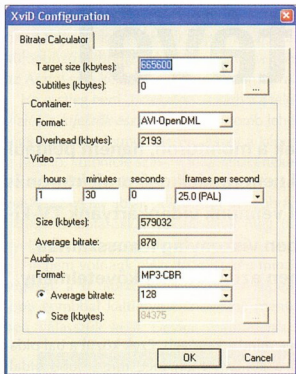 XviD Configuration
Bitrate Calculator
Target size (kbytes): 665600
Subtitles (kbytes): 0 ...
Container:
Format: AVI-OpenDML
Overhead (kbytes): 2193
Video
hours minutes seconds frames per second
1 30 0 25.0 (PAL)
Size (kbytes): 579032
Average bitrate: 878
Audio
Format: MP3-CBR
Average bitrate: 128
Size (kbytes): 84375 ...
OK Cancel